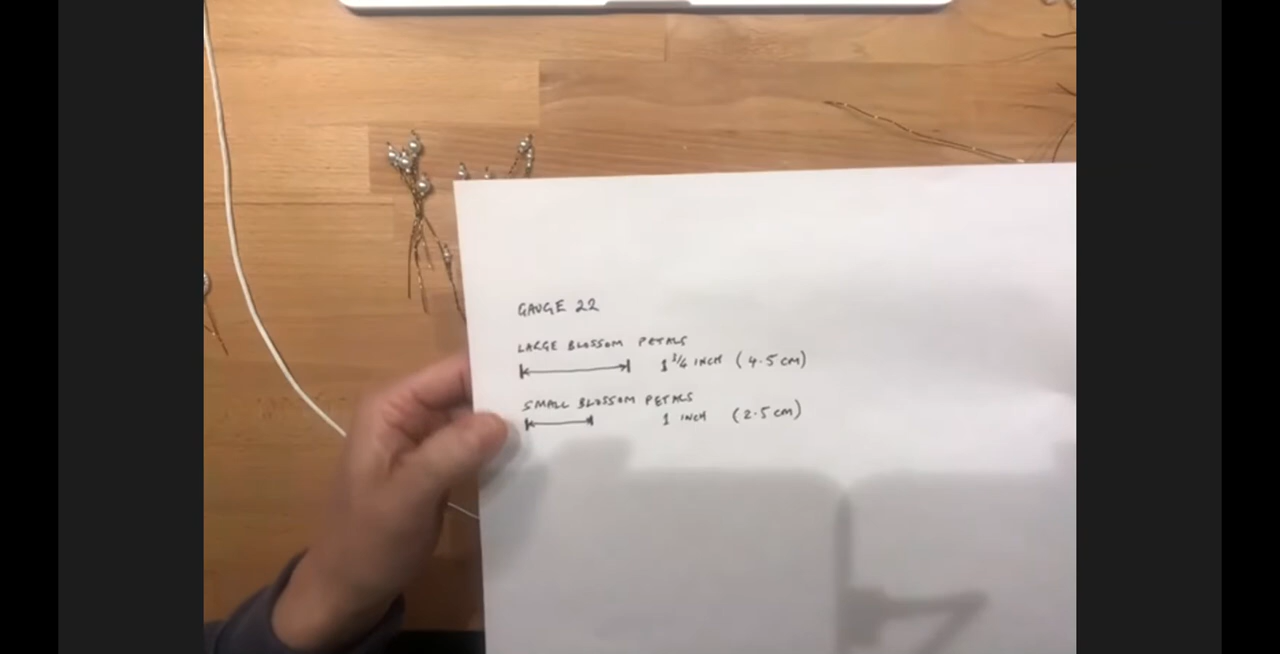 GAUGE 22
LARGE BLOSSOM PETALS
1 3/4 INCH (4.5 cm)
SMALL BLOSSOM PETALS
1 INCH (2.5 cm)